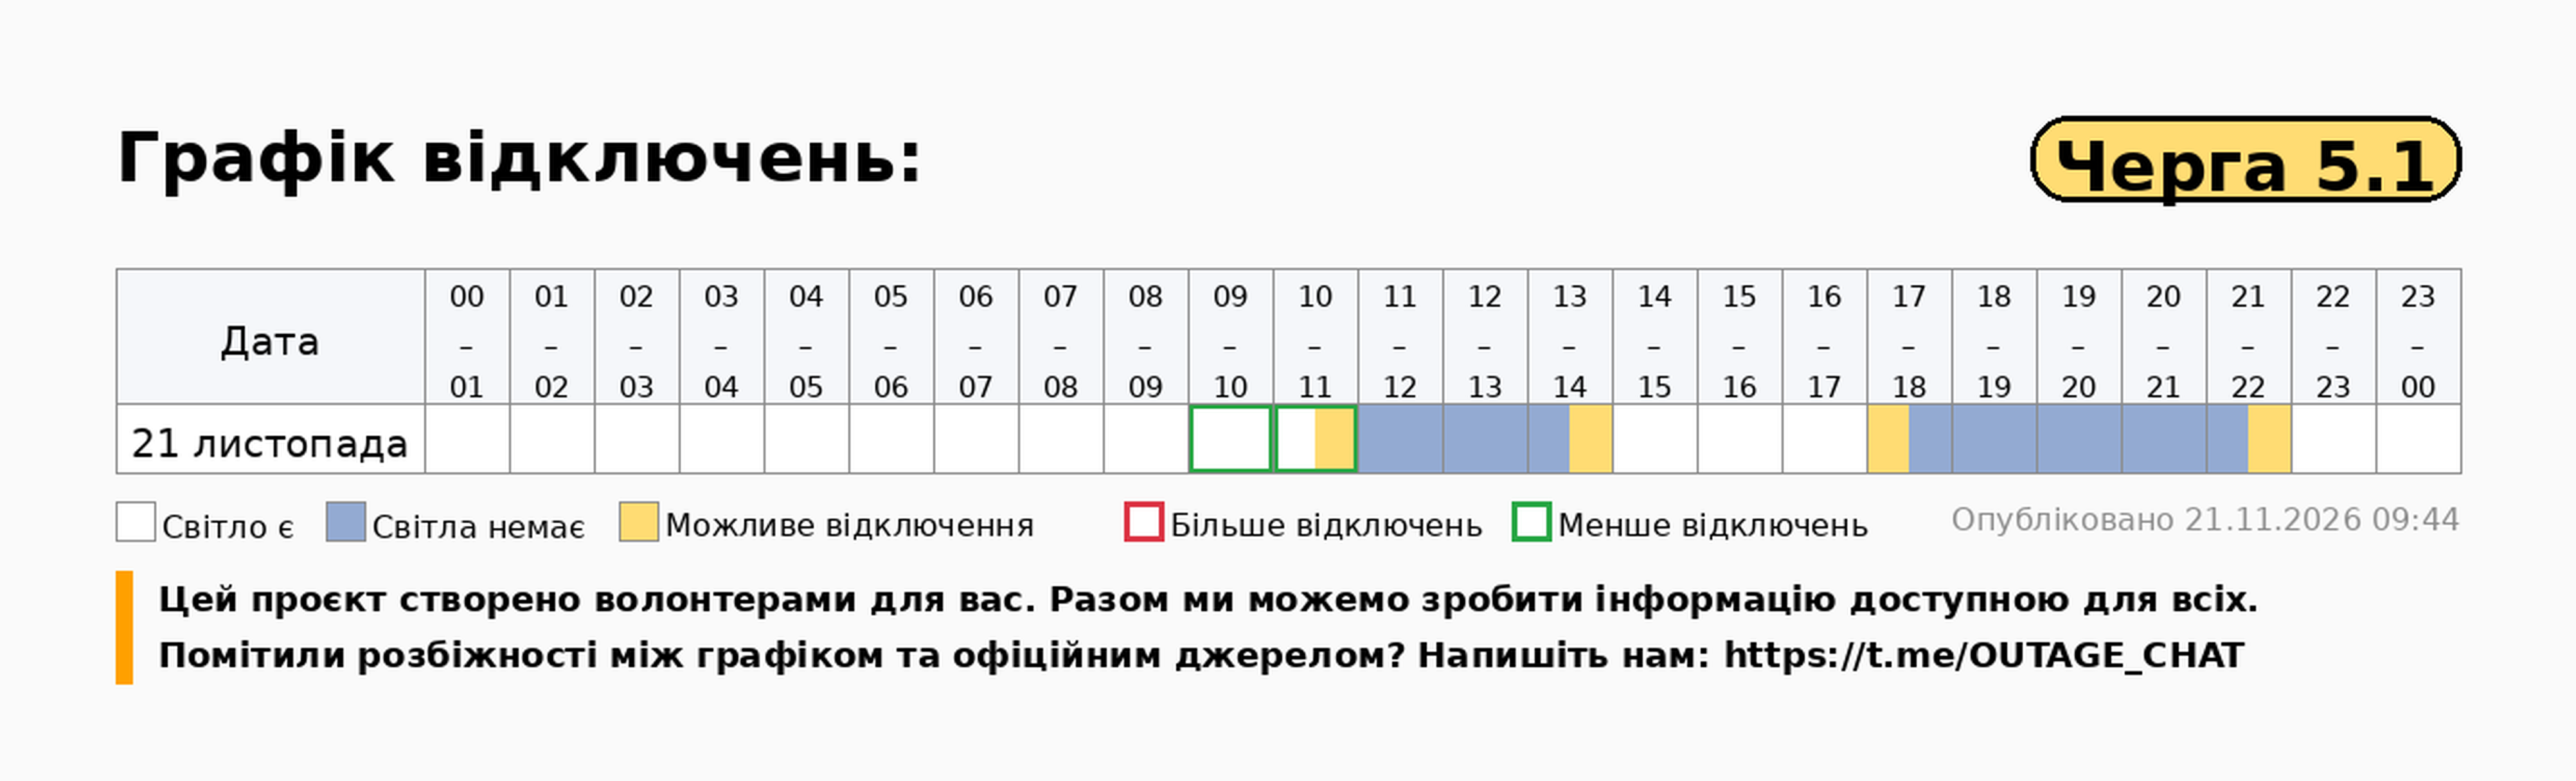 Графік відключень:
Черга 5.1
Дата
00 – 01
01 – 02
02 – 03
03 – 04
04 – 05
05 – 06
06 – 07
07 – 08
08 – 09
09 – 10
10 – 11
11 – 12
12 – 13
13 – 14
14 – 15
15 – 16
16 – 17
17 – 18
18 – 19
19 – 20
20 – 21
21 – 22
22 – 23
23 – 00
21 листопада
Світло є
Світла немає
Можливе відключення
Більше відключень
Менше відключень
Опубліковано 21.11.2026 09:44
Цей проєкт створено волонтерами для вас. Разом ми можемо зробити інформацію доступною для всіх.
Помітили розбіжності між графіком та офіційним джерелом? Напишіть нам: https://t.me/OUTAGE_CHAT